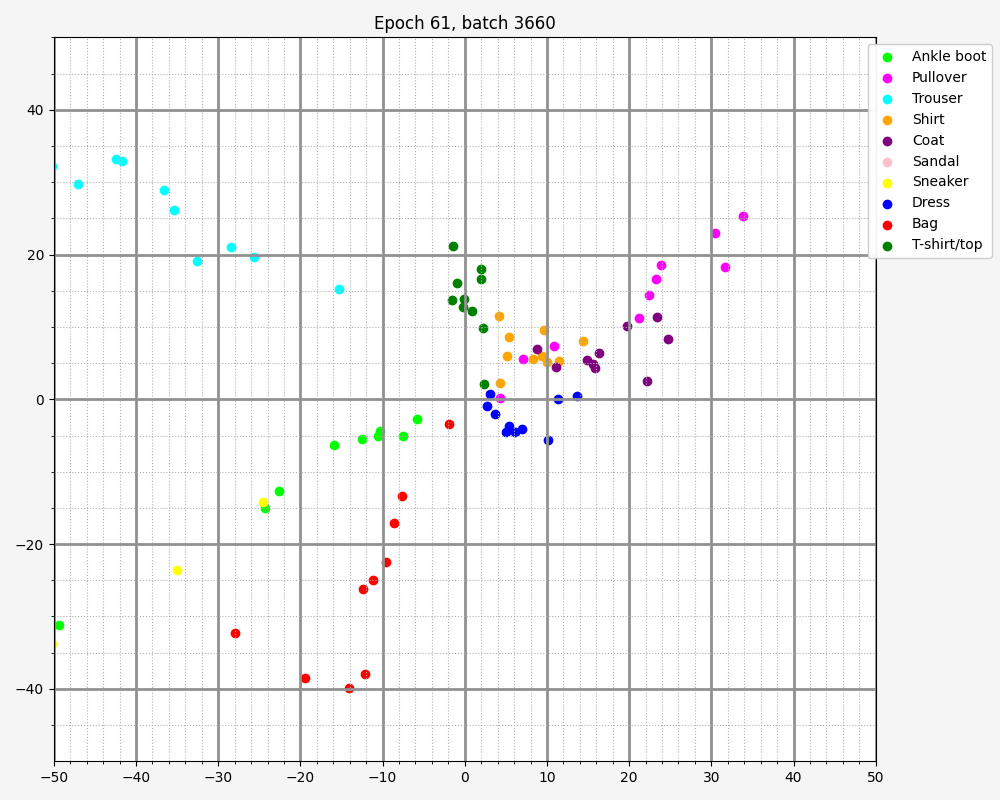 Epoch 61, batch 3660
Ankle boot
Pullover
Trouser
Shirt
Coat
Sandal
Sneaker
Dress
Bag
T-shirt/top
40
20
0
−20
−40
−50 −40 −30 −20 −10 0 10 20 30 40 50